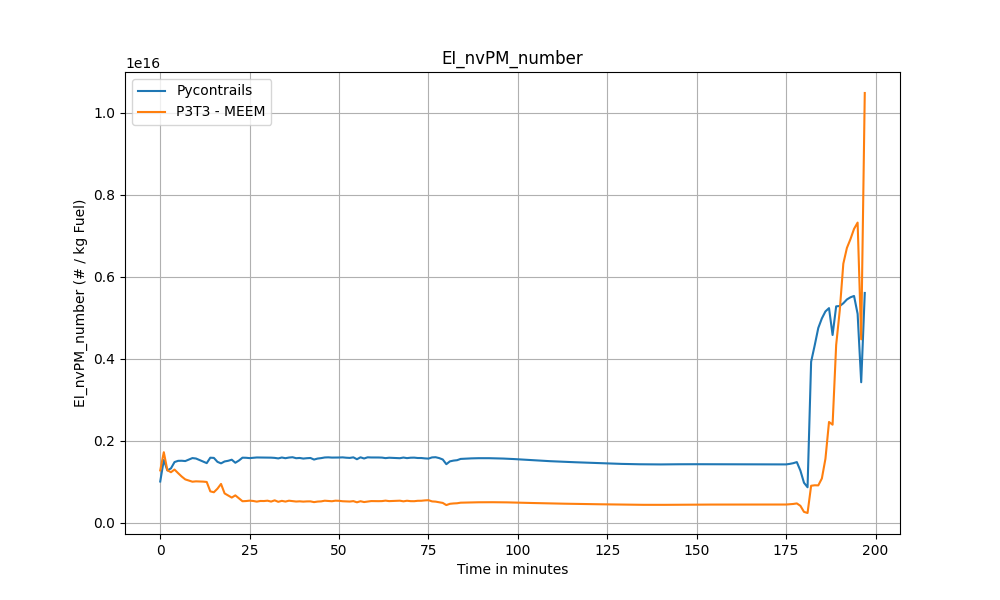 EI_nvPM_number
1e16
Pycontrails
P3T3 - MEEM
1.0
0.8
0.6
0.4
0.2
0.0
EI_nvPM_number (# / kg Fuel)
0 25 50 75 100 125 150 175 200
Time in minutes